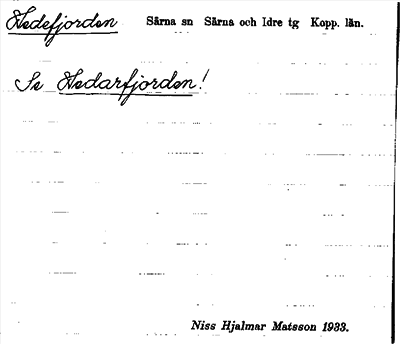 Hedefjorden Särna sn Särna och Idre tg Kopp. län.
Se Hedarfjorden!
Niss Hjalmar Matsson 1933.